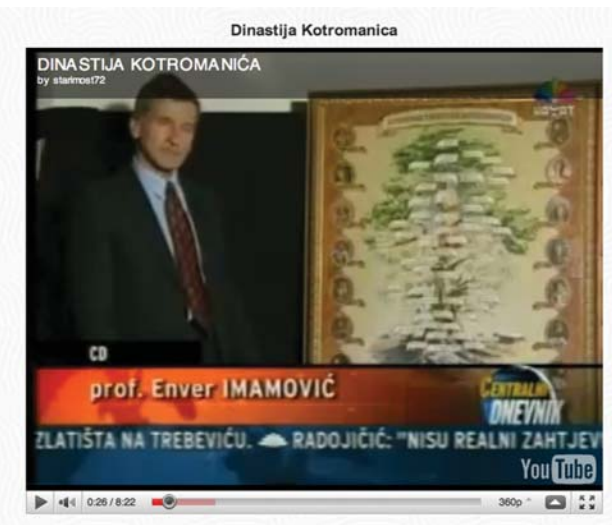 Dinastija Kotromanica
DINASTIJA KOTROMANIĆA
by starimost72
HAYAT
CD
prof. Enver IMAMOVIĆ
CENTRALNI
DNEVNIK
ZLATIŠTA NA TREBEVIĆU. RADOJIČIĆ: "NISU REALNI ZAHTJEV
YouTube
0:26 / 8:22
360p